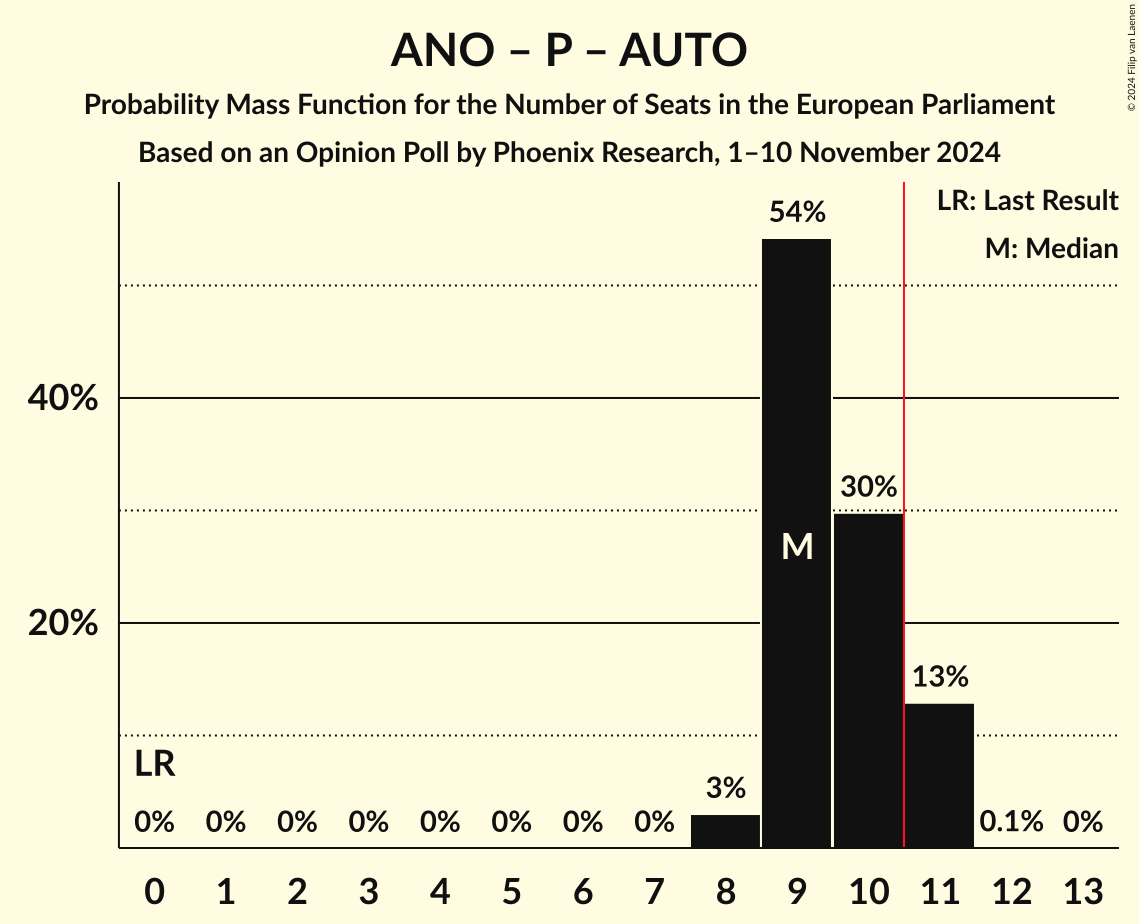 ANO – P – AUTO
Probability Mass Function for the Number of Seats in the European Parliament
Based on an Opinion Poll by Phoenix Research, 1–10 November 2024
© 2024 Filip van Laenen
LR: Last Result
M: Median
54%
40%
30%
M
20%
13%
LR
3%
0% 0% 0% 0% 0% 0% 0% 0% 0.1% 0%
0 1 2 3 4 5 6 7 8 9 10 11 12 13